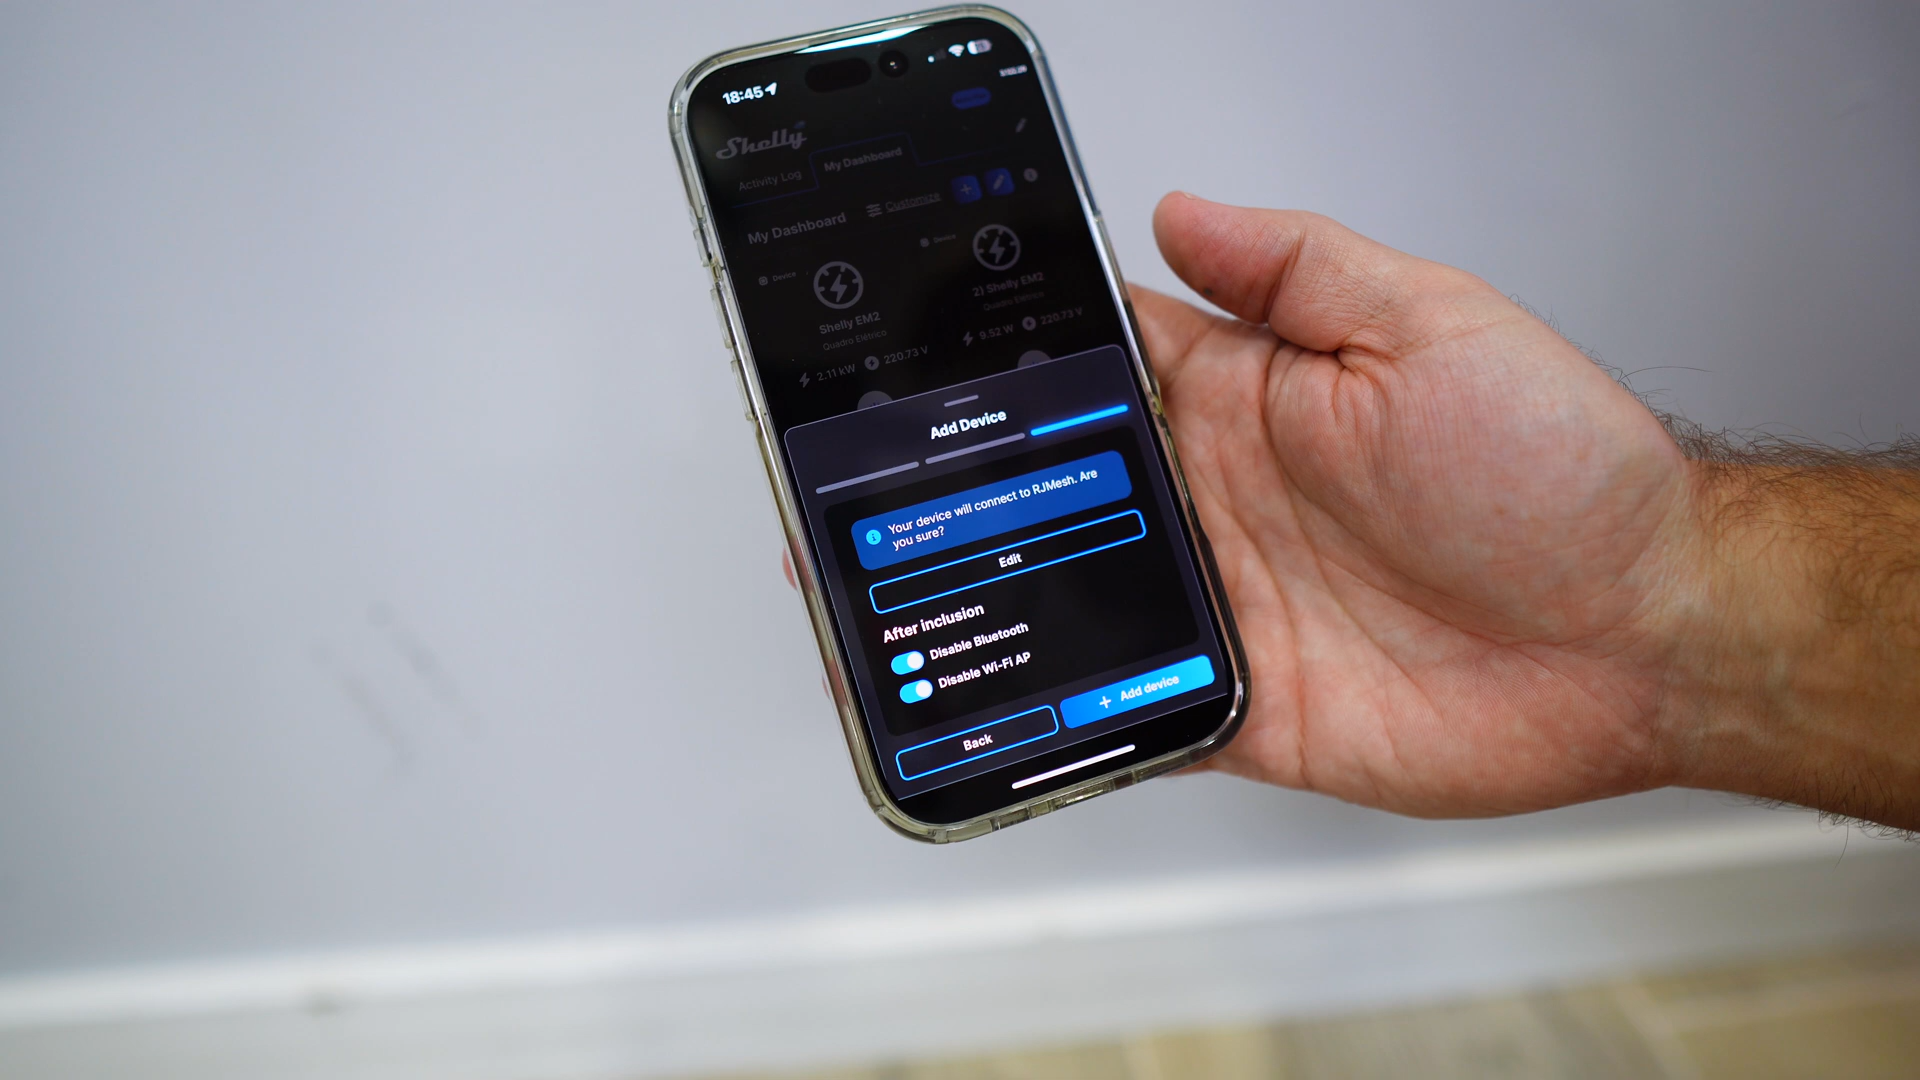 18:45
Shelly
Activity Log
My Dashboard
My Dashboard
Customize
Device
Device
Shelly EM2
Quadro Elétrico
2.11 kW
220.73 V
2) Shelly EM2
Quadro Elétrico
9.52 W
220.73 V
Add Device
Your device will connect to RJMesh. Are
you sure?
Edit
After inclusion
Disable Bluetooth
Disable Wi-Fi AP
Back
+ Add device